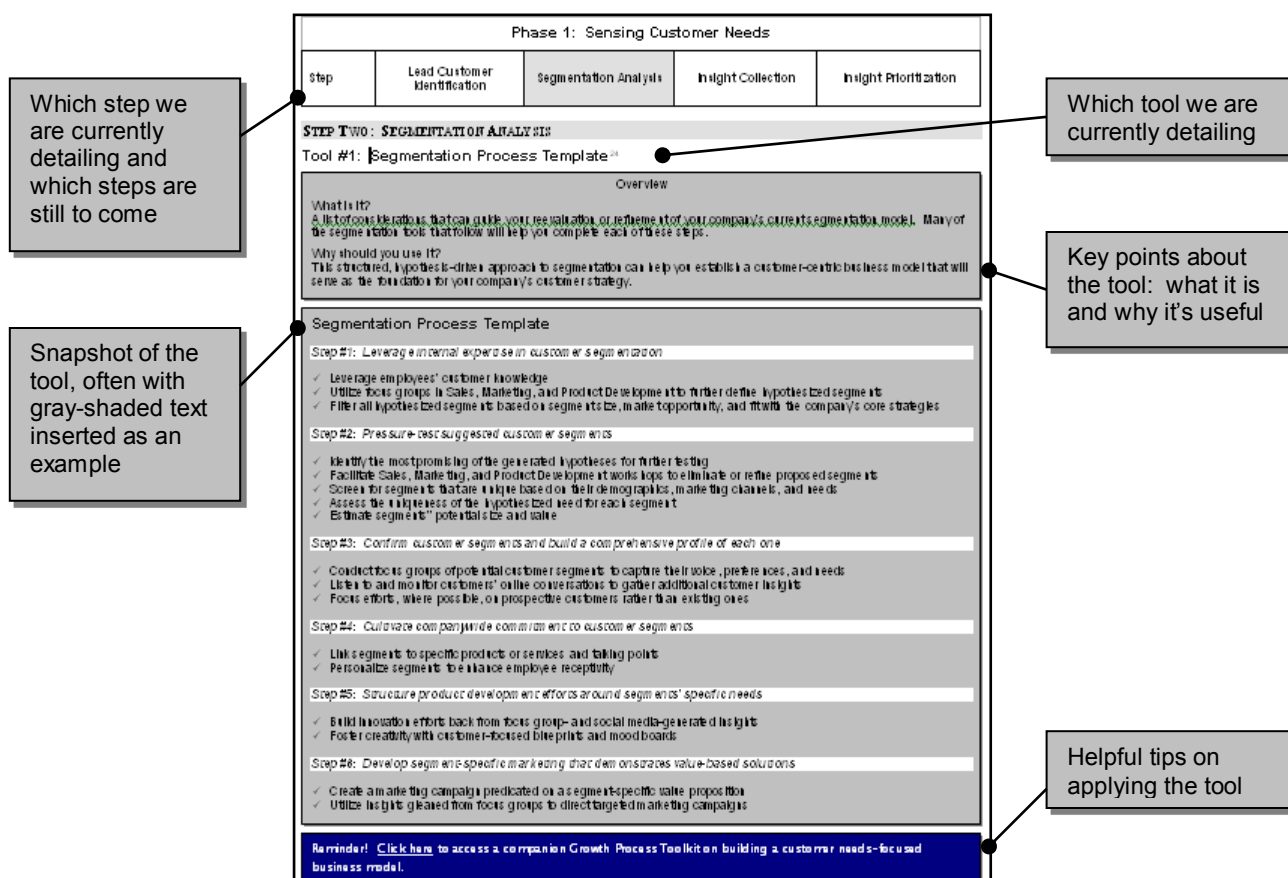 Phase 1: Sensing Customer Needs
Step
Lead Customer
Identification
Segmentation Analysis
Insight Collection
Insight Prioritization
Which step we
are currently
detailing and
which steps are
still to come
Which tool we are
currently detailing
STEP TWO: SEGMENTATION ANALYSIS
Tool #1: Segmentation Process Template
Overview
What is it?
A list of considerations that can guide your reevaluation or refinement of your company's current segmentation model. Many of
the segmentation tools that follow will help you complete each of these steps.
Why should you use it?
This structured, hypothesis-driven approach to segmentation can help you establish a customer-centric business model that will
serve as the foundation for your company's customer strategy.
Key points about
the tool: what it is
and why it's useful
Snapshot of the
tool, often with
gray-shaded text
inserted as an
example
Segmentation Process Template
Step #1: Leverage internal expertise in customer segmentation
✓ Leverage employees' customer knowledge
✓ Utilize focus groups in Sales, Marketing, and Product Development to further define hypothesized segments
✓ Filter all hypothesized segments based on segment size, market opportunity, and fit with the company's core strategies
Step #2: Pressure-test suggested customer segments
✓ Identify the most promising of the generated hypotheses for further testing
✓ Facilitate Sales, Marketing, and Product Development workshops to eliminate or refine proposed segments
✓ Screen for segments that are unique based on their demographics, marketing channels, and needs
✓ Assess the uniqueness of the hypothesized need for each segment
✓ Estimate segments" potential size and value
Step #3: Confirm customer segments and build a comprehensive profile of each one
✓ Conduct focus groups of potential customer segments to capture their voice, preferences, and needs
✓ Listen to and monitor customers' online conversations to gather additional customer insights
✓ Focus efforts, where possible, on prospective customers rather than existing ones
Step #4: Cultivate companywide commitment to customer segments
✓ Link segments to specific products or services and talking points
✓ Personalize segments to enhance employee receptivity
Step #5: Structure product development efforts around segments' specific needs
✓ Build innovation efforts back from focus group- and social media-generated insights
✓ Foster creativity with customer-focused blueprints and mood boards
Step #6: Develop segment-specific marketing that demonstrates value-based solutions
✓ Create a marketing campaign predicated on a segment-specific value proposition
✓ Utilize insights gleaned from focus groups to direct targeted marketing campaigns
Helpful tips on
applying the tool
Reminder! Click here to access a companion Growth Process Toolkit on building a customer needs-focused
business model.